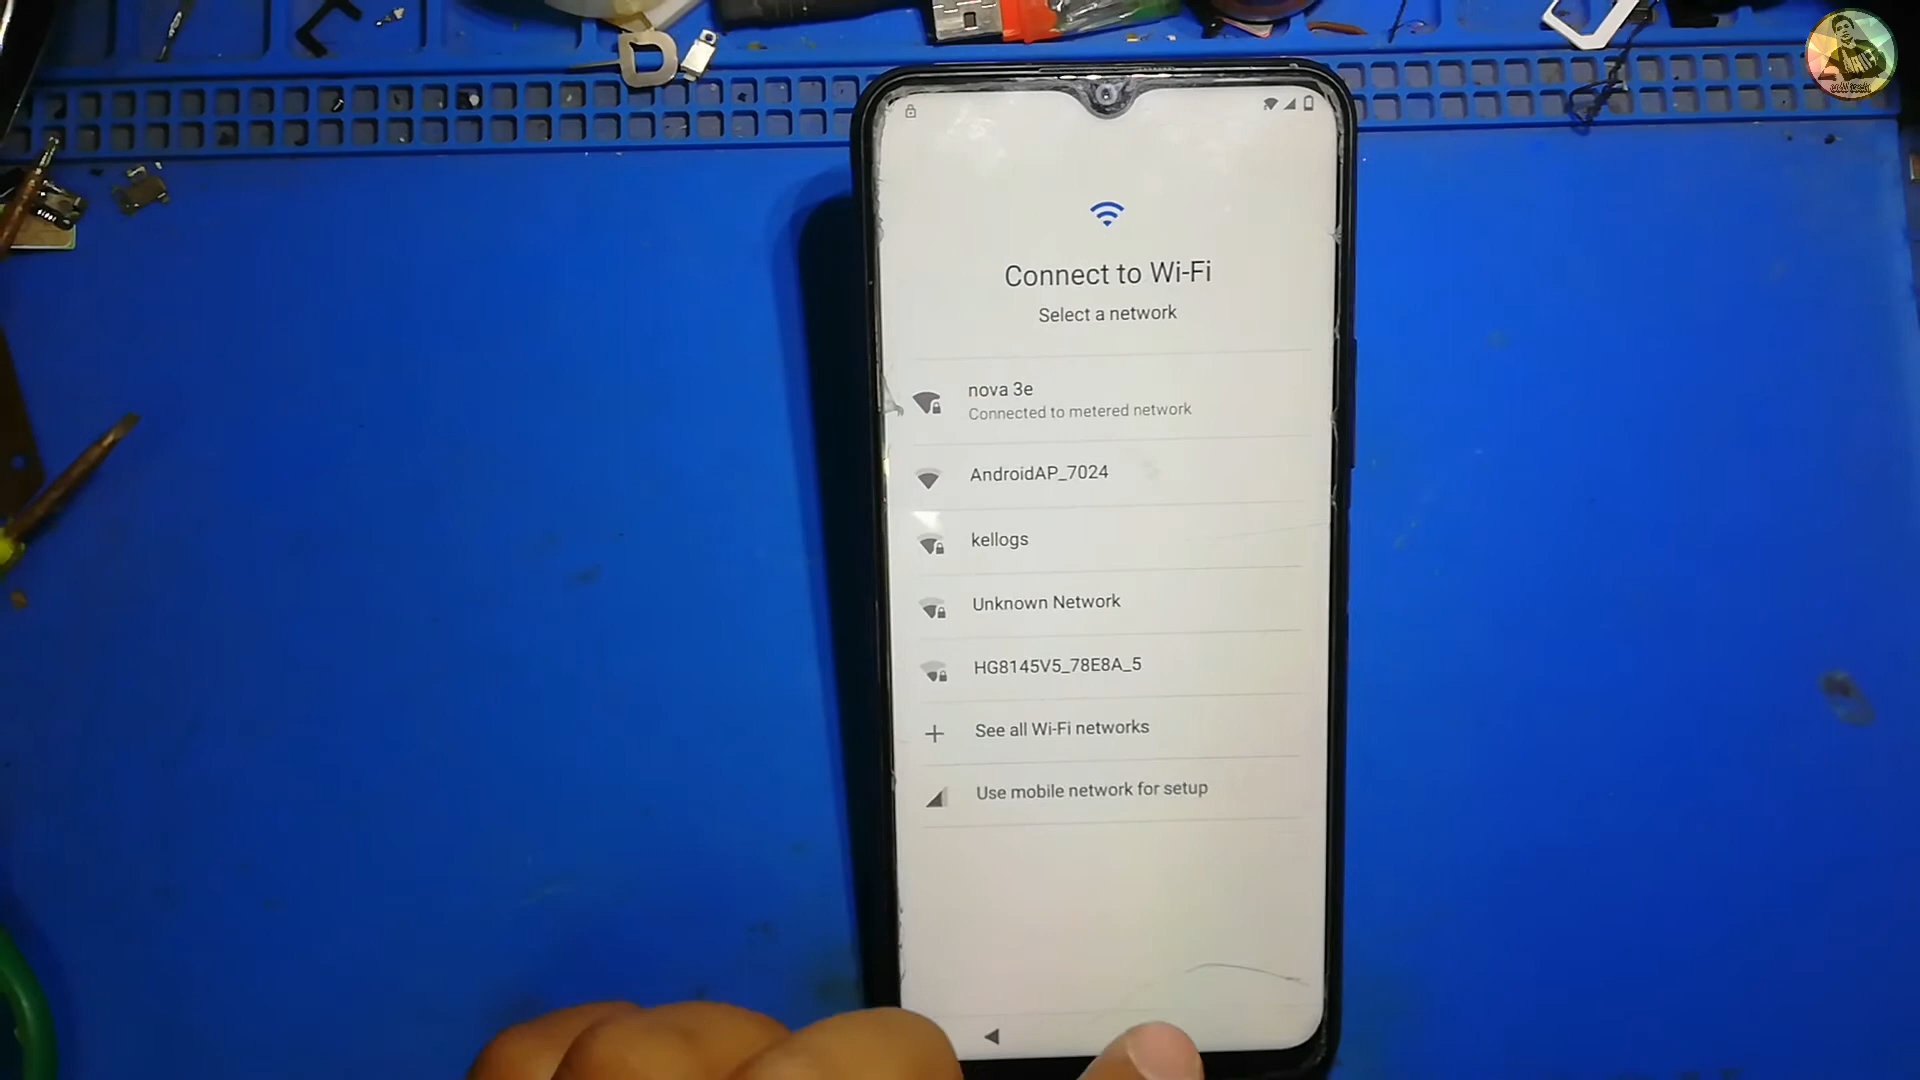 Connect to Wi-Fi
Select a network
nova 3e
Connected to metered network
AndroidAP_7024
kellogs
Unknown Network
HG8145V5_78E8A_5
See all Wi-Fi networks
Use mobile network for setup